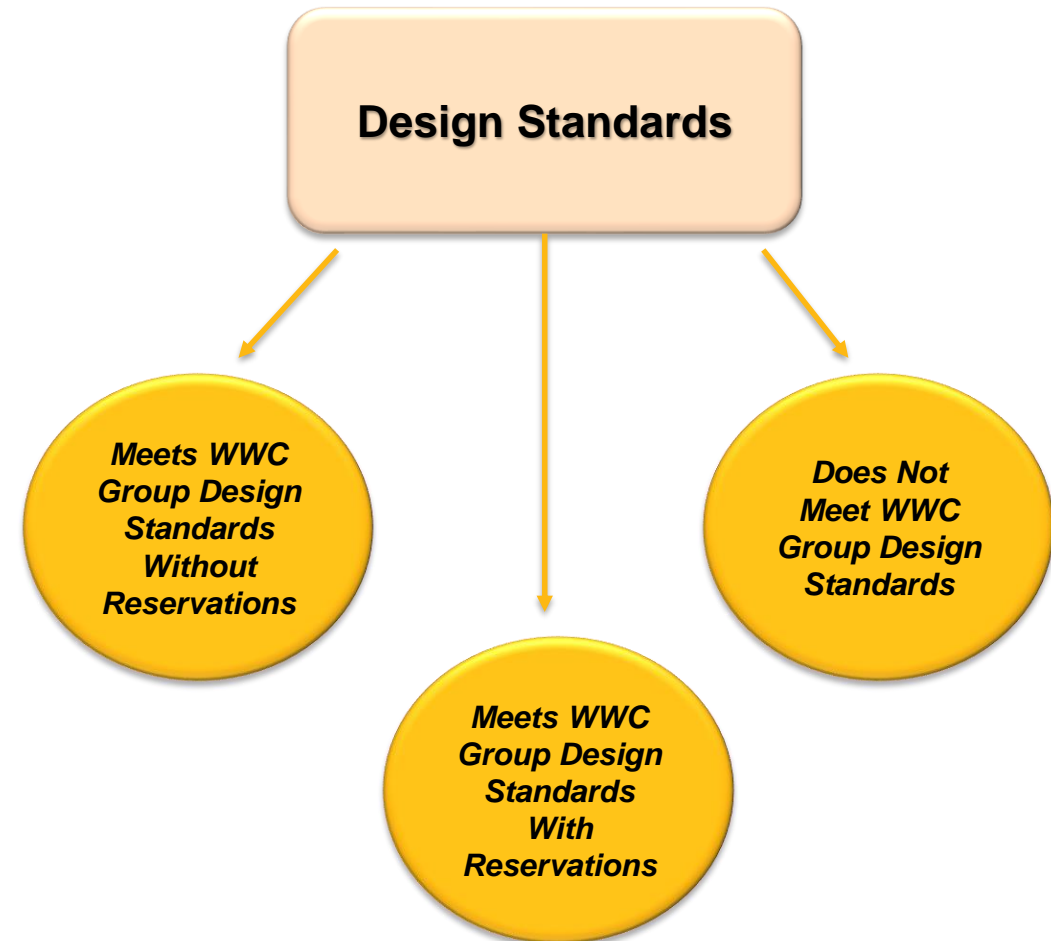 Design Standards
Meets WWC
Group Design
Standards
Without
Reservations
Does Not
Meet WWC
Group Design
Standards
Meets WWC
Group Design
Standards
With
Reservations